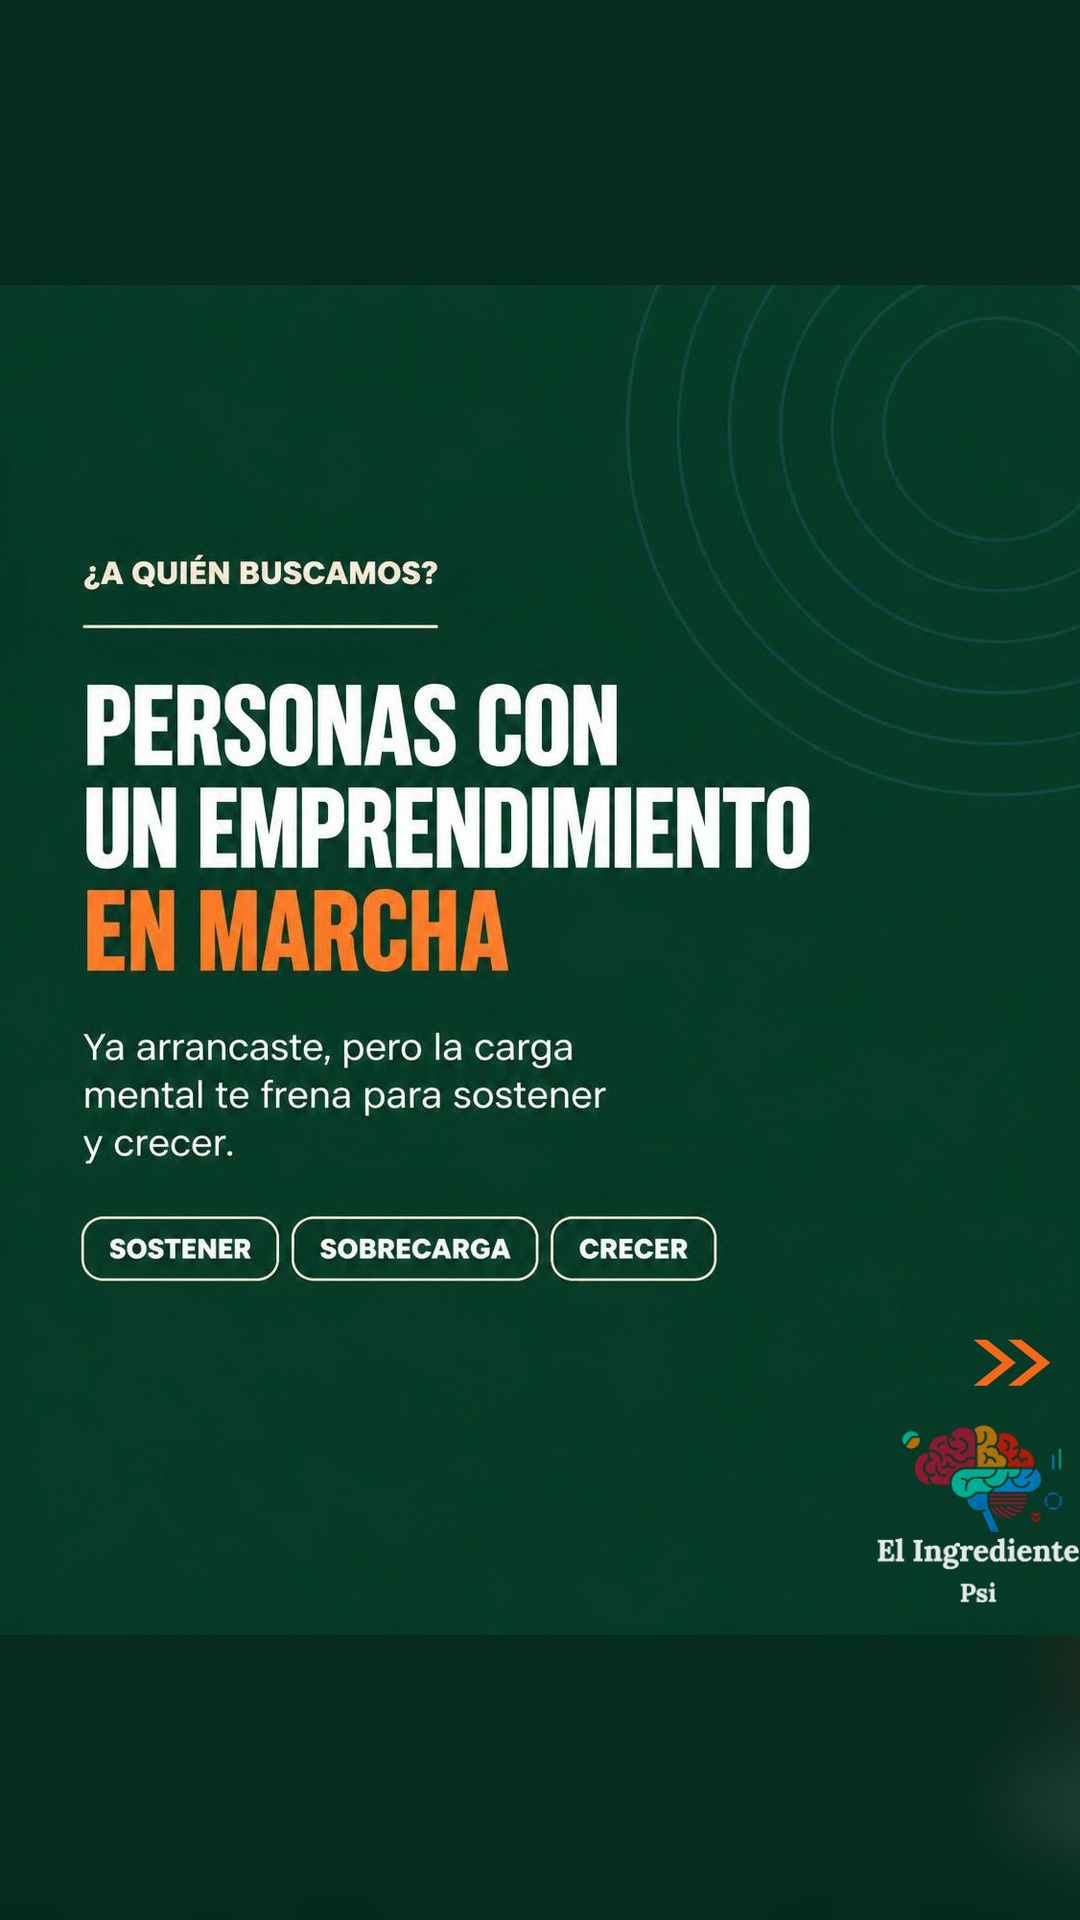 ¿A QUIÉN BUSCAMOS?
PERSONAS CON
UN EMPRENDIMIENTO
EN MARCHA
Ya arrancaste, pero la carga
mental te frena para sostener
y crecer.
SOSTENER
SOBRECARGA
CRECER
El Ingrediente
Psi